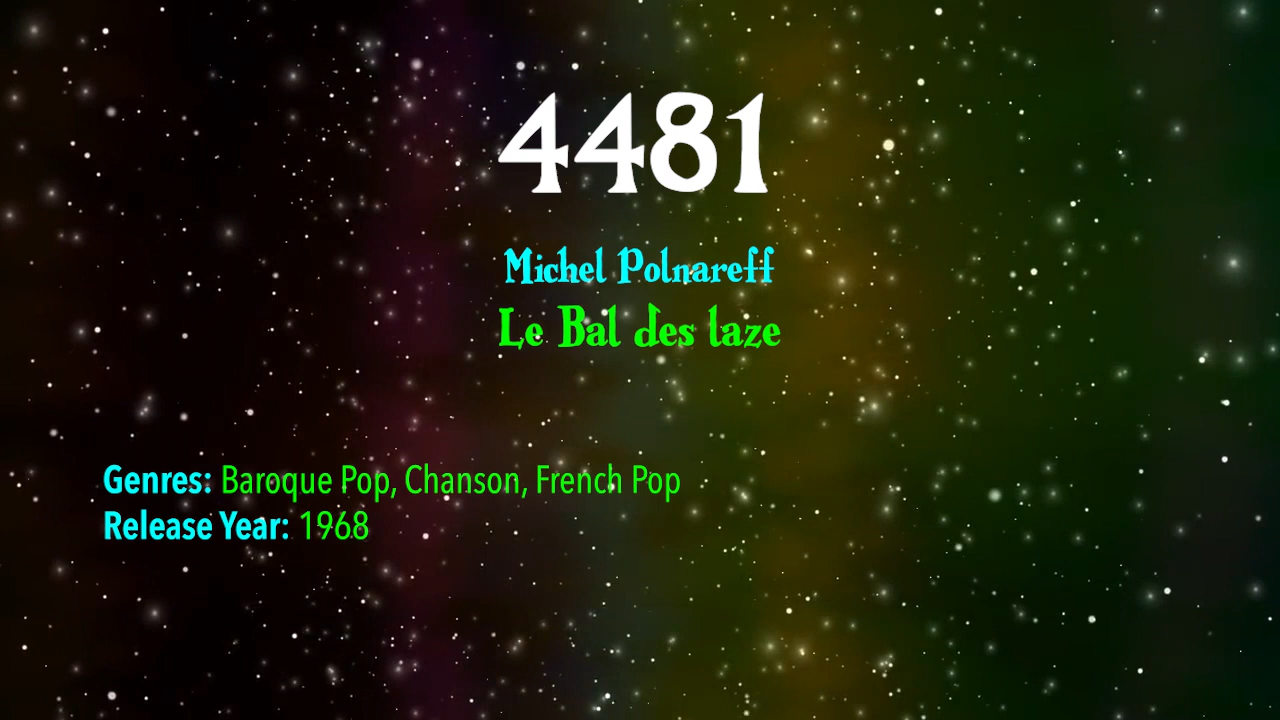 4481
Michel Polnareff
Le Bal des laze
Genres: Baroque Pop, Chanson, French Pop
Release Year: 1968